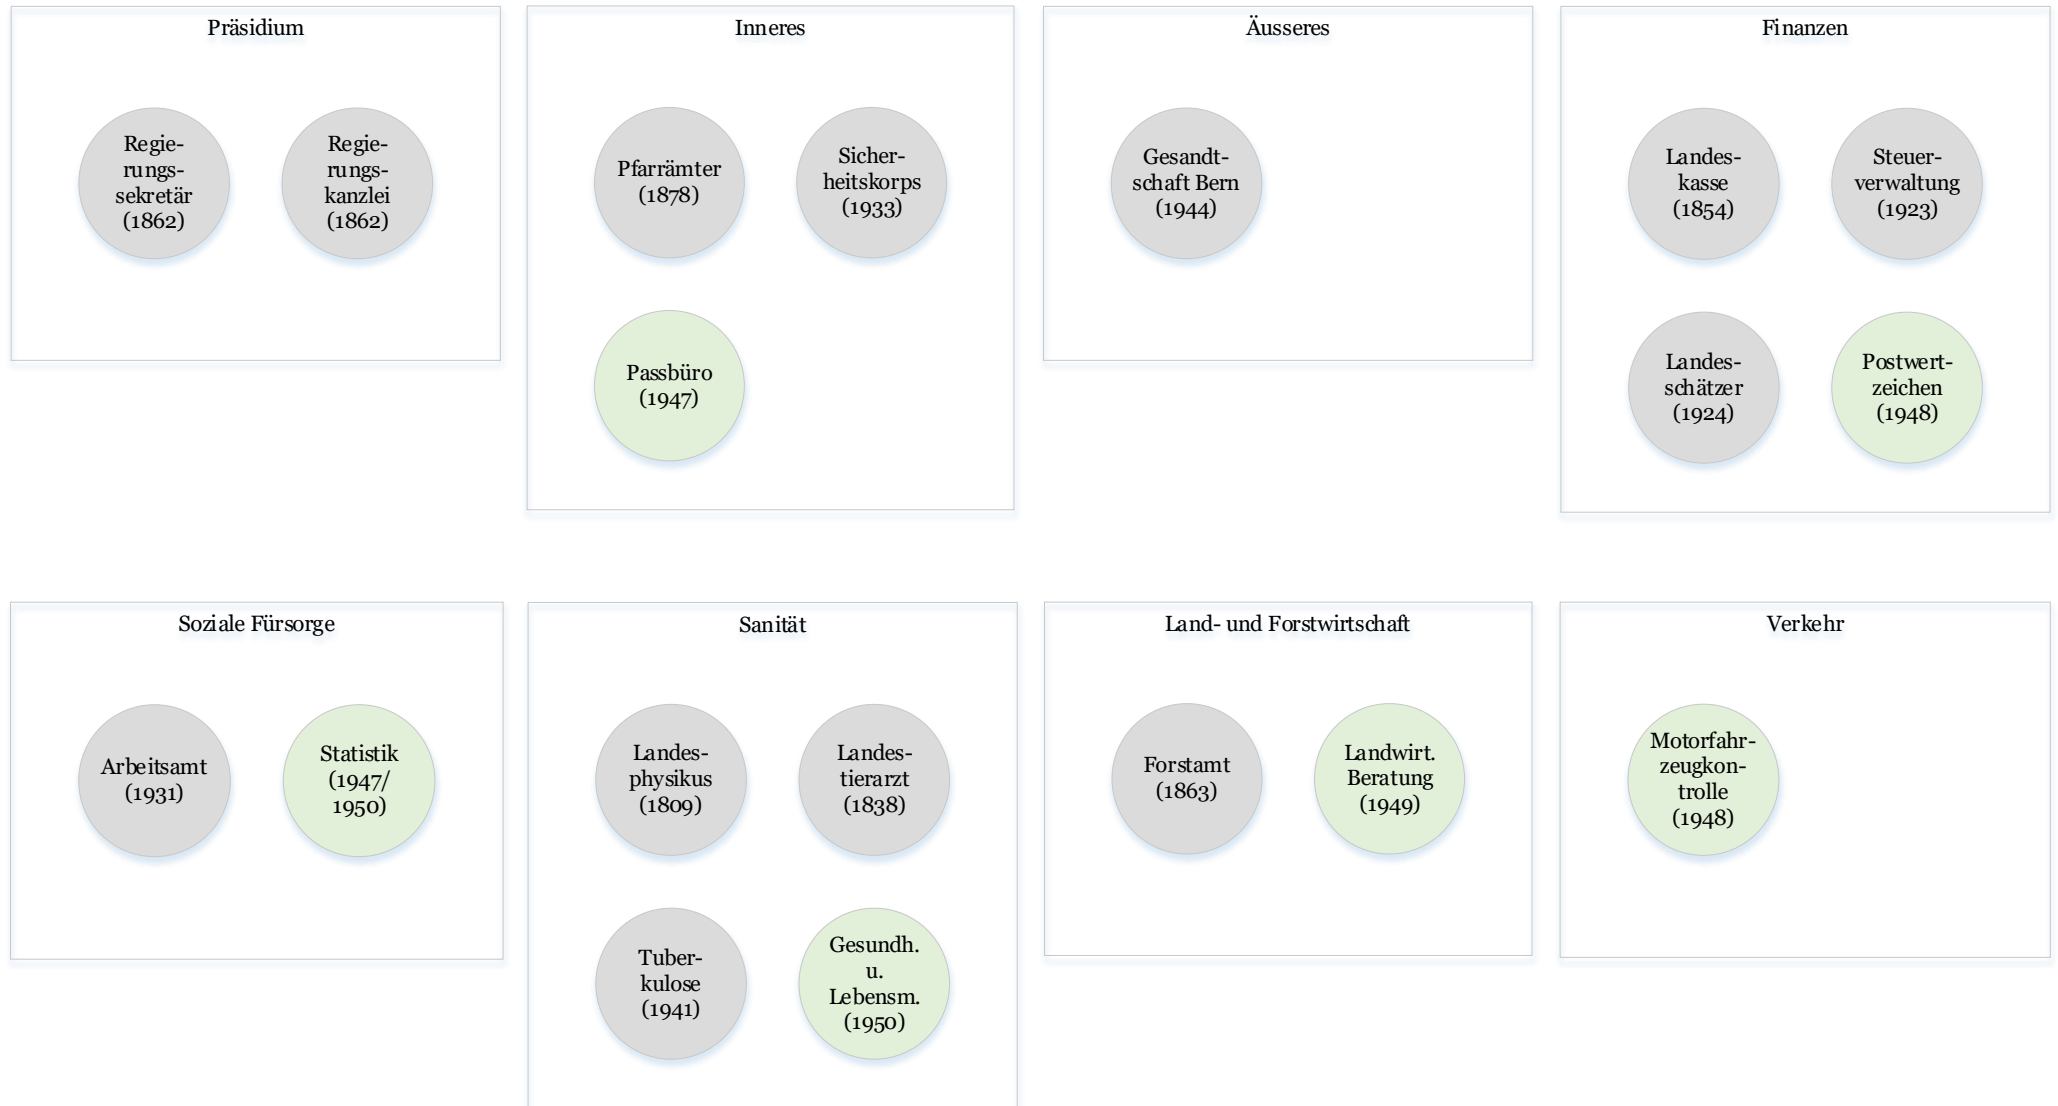 Präsidium
Regie-
rungs-
sekretär
(1862)
Regie-
rungs-
kanzlei
(1862)
Inneres
Pfarrämter
(1878)
Sicher-
heitskorps
(1933)
Passbüro
(1947)
Äusseres
Gesandt-
schaft Bern
(1944)
Finanzen
Landes-
kasse
(1854)
Steuer-
verwaltung
(1923)
Landes-
schätzer
(1924)
Postwert-
zeichen
(1948)
Soziale Fürsorge
Arbeitsamt
(1931)
Statistik
(1947/
1950)
Sanität
Landes-
physikus
(1809)
Landes-
tierarzt
(1838)
Tuber-
kulose
(1941)
Gesundh.
u.
Lebensm.
(1950)
Land- und Forstwirtschaft
Forstamt
(1863)
Landwirt.
Beratung
(1949)
Verkehr
Motorfahr-
zeugkon-
trolle
(1948)